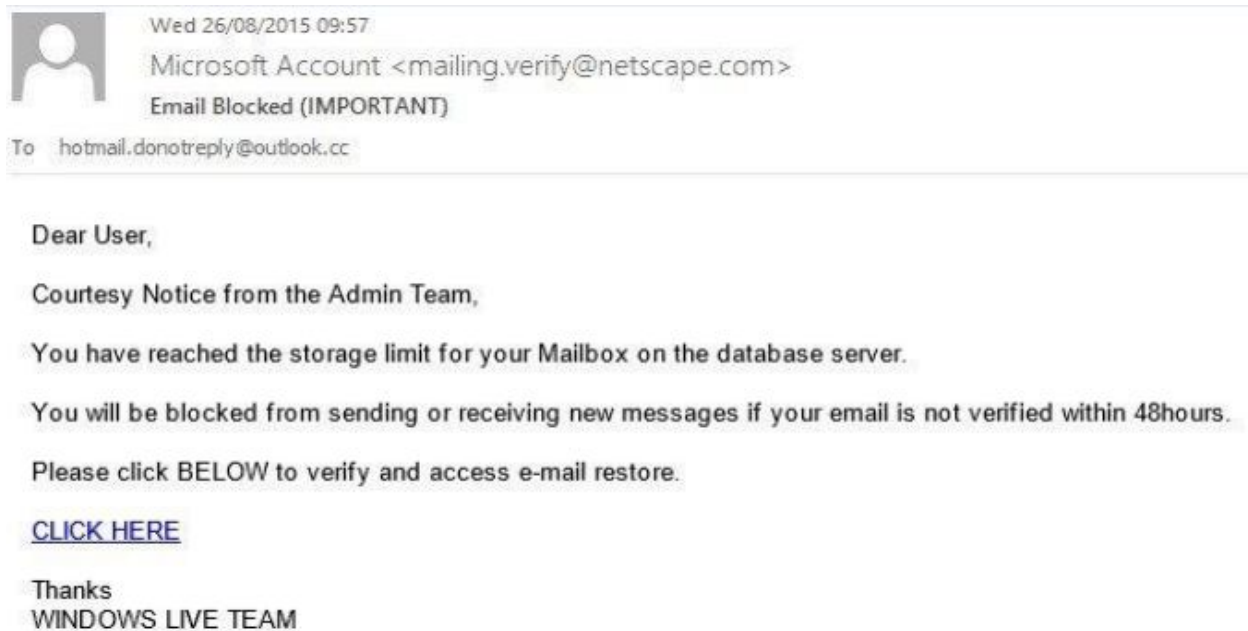 Wed 26/08/2015 09:57
Microsoft Account <mailing.verify@netscape.com>
Email Blocked (IMPORTANT)
To hotmail.donotreply@outlook.cc
Dear User,
Courtesy Notice from the Admin Team,
You have reached the storage limit for your Mailbox on the database server.
You will be blocked from sending or receiving new messages if your email is not verified within 48hours.
Please click BELOW to verify and access e-mail restore.
CLICK HERE
Thanks
WINDOWS LIVE TEAM